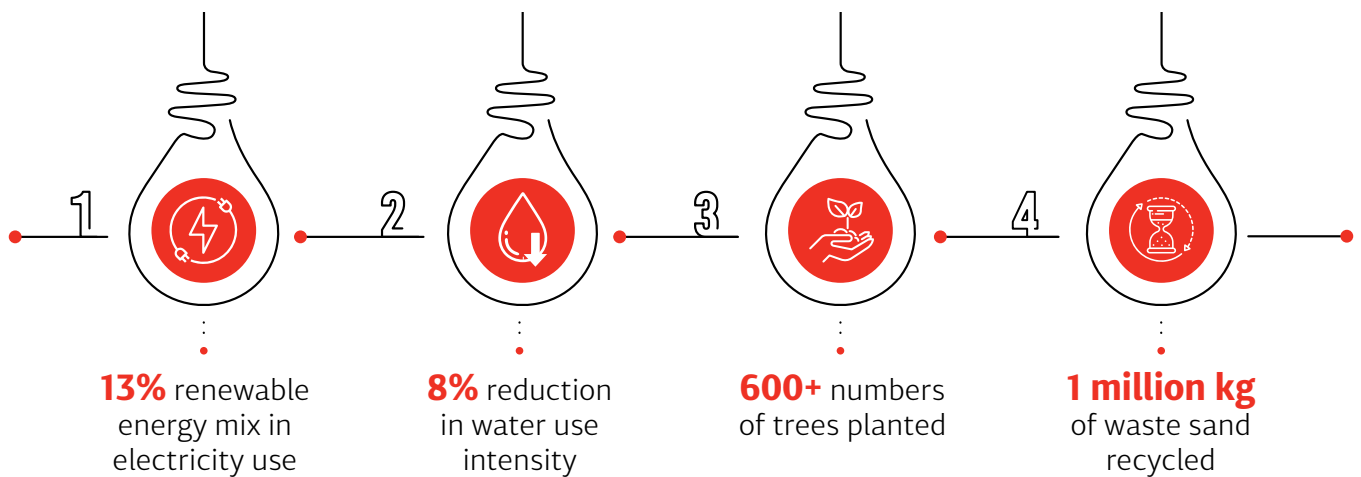 1
13% renewable
energy mix in
electricity use
2
8% reduction
in water use
intensity
3
600+ numbers
of trees planted
4
1 million kg
of waste sand
recycled